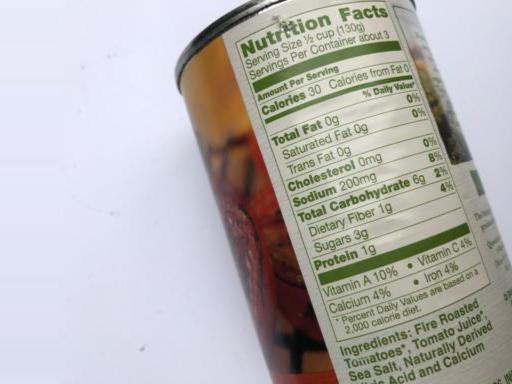 Nutrition Facts
Serving Size ½ cup (130g)
Servings Per Container about 3
Amount Per Serving
Calories 30 Calories from Fat 0
% Daily Value*
Total Fat 0g 0%
Saturated Fat 0g 0%
Trans Fat 0g
Cholesterol 0mg 0%
Sodium 200mg 8%
Total Carbohydrate 6g 2%
Dietary Fiber 1g 4%
Sugars 3g
Protein 1g
Vitamin A 10% • Vitamin C 4%
Calcium 4% • Iron 4%
* Percent Daily Values are based on a
2,000 calorie diet.
Ingredients: Fire Roasted
Tomatoes*, Tomato Juice*,
Sea Salt, Naturally Derived
Acid and Calcium